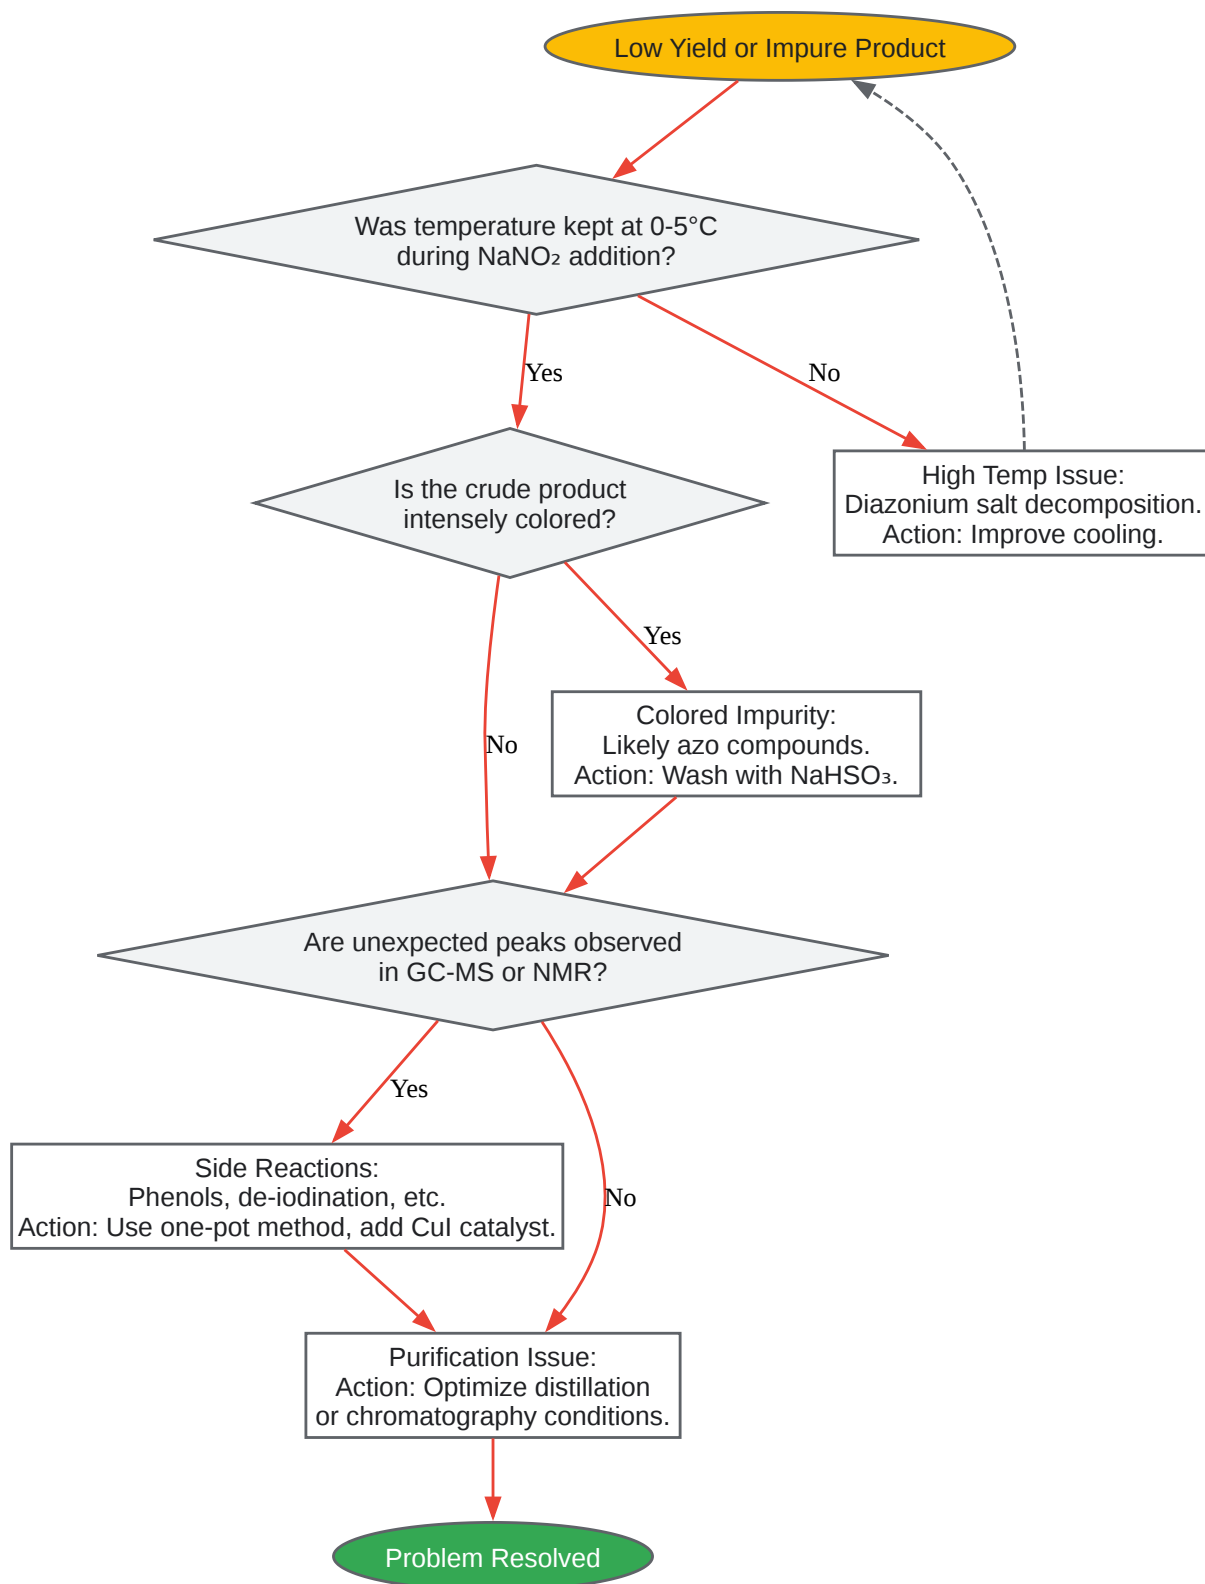 Low Yield or Impure Product
Was temperature kept at 0-5°C
during NaNO₂ addition?
Yes
No
Is the crude product
intensely colored?
High Temp Issue:
Diazonium salt decomposition.
Action: Improve cooling.
Yes
No
Colored Impurity:
Likely azo compounds.
Action: Wash with NaHSO₃.
Are unexpected peaks observed
in GC-MS or NMR?
Yes
No
Side Reactions:
Phenols, de-iodination, etc.
Action: Use one-pot method, add CuI catalyst.
Purification Issue:
Action: Optimize distillation
or chromatography conditions.
Problem Resolved